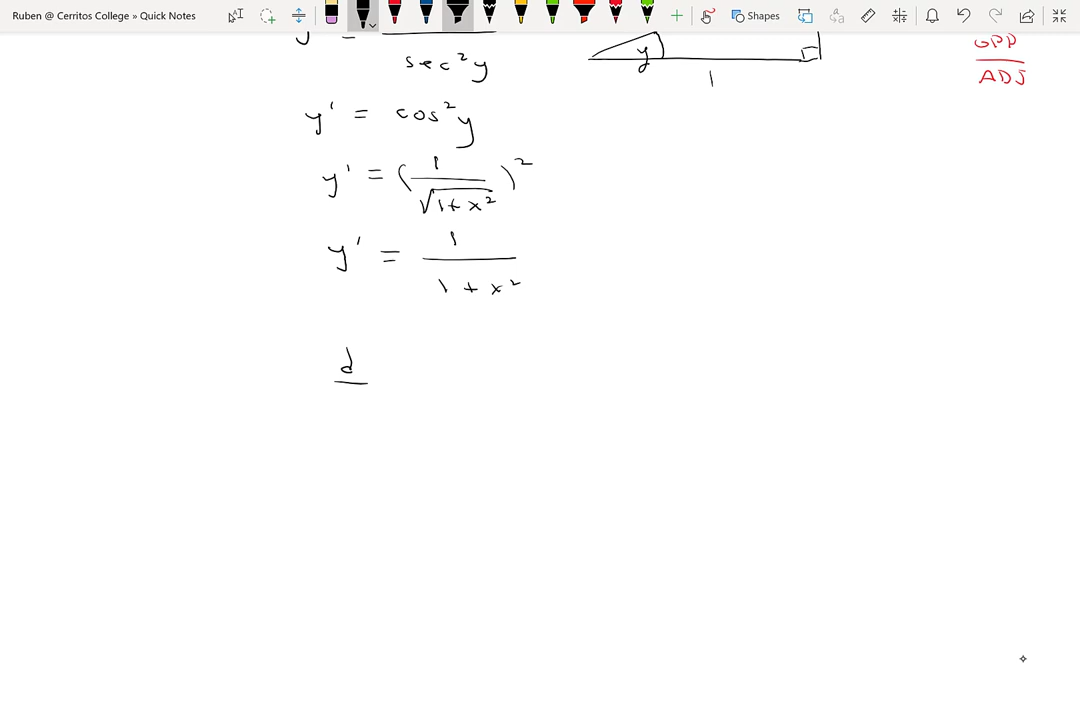 Ruben @ Cerritos College » Quick Notes
Shapes
sec²y
y
1
OPP
ADJ
y' = cos²y
y' = (1/√(1+x²))²
y' = 1/(1+x²)
d